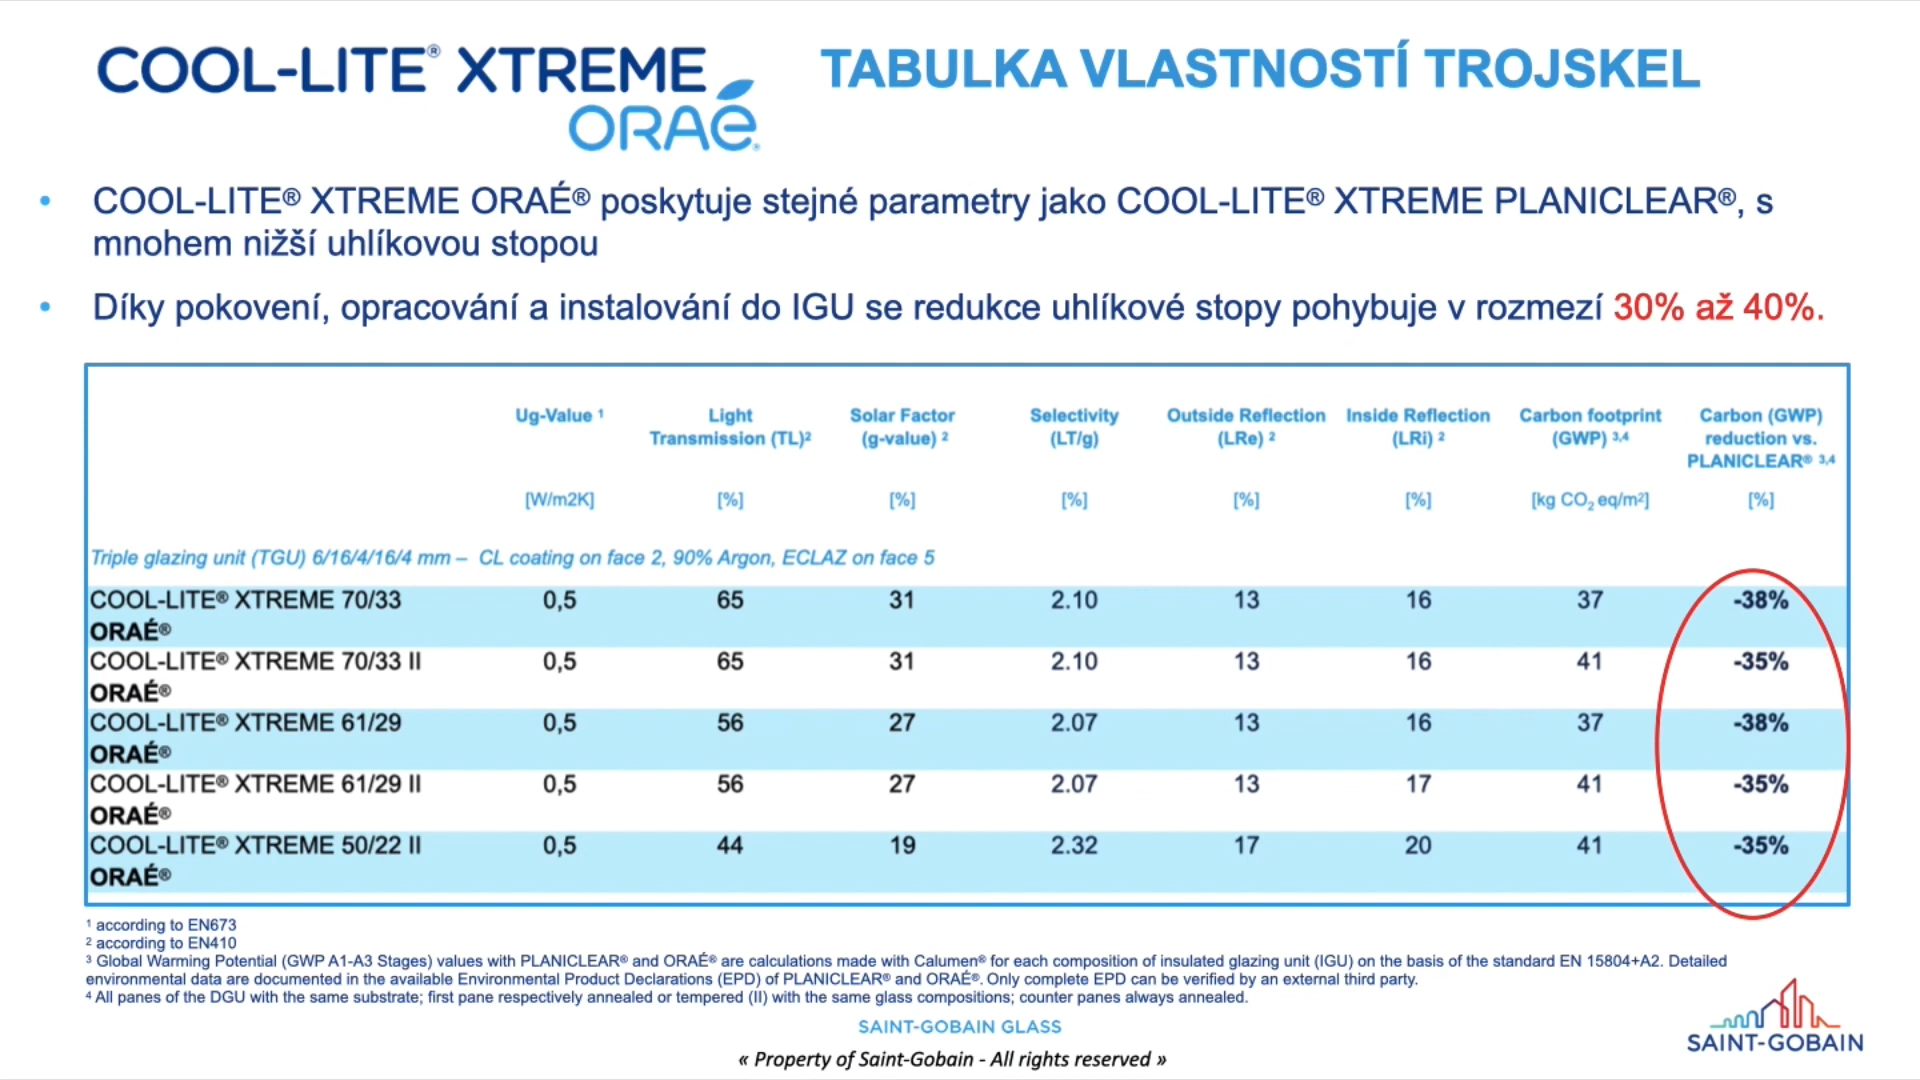 COOL-LITE® XTREME
ORAé®
TABULKA VLASTNOSTÍ TROJSKEL
• COOL-LITE® XTREME ORAÉ® poskytuje stejné parametry jako COOL-LITE® XTREME PLANICLEAR®, s
mnohem nižší uhlíkovou stopou
• Díky pokovení, opracování a instalování do IGU se redukce uhlíkové stopy pohybuje v rozmezí 30% až 40%.
Ug-Value ¹ Light Solar Factor Selectivity Outside Reflection Inside Reflection Carbon footprint Carbon (GWP)
Transmission (TL)² (g-value) ² (LT/g) (LRe) ² (LRi) ² (GWP) ³,⁴ reduction vs.
PLANICLEAR® ³,⁴
[W/m2K] [%] [%] [%] [%] [%] [kg CO₂ eq/m²] [%]
Triple glazing unit (TGU) 6/16/4/16/4 mm – CL coating on face 2, 90% Argon, ECLAZ on face 5
COOL-LITE® XTREME 70/33 0,5 65 31 2.10 13 16 37 -38%
ORAÉ®
COOL-LITE® XTREME 70/33 II 0,5 65 31 2.10 13 16 41 -35%
ORAÉ®
COOL-LITE® XTREME 61/29 0,5 56 27 2.07 13 16 37 -38%
ORAÉ®
COOL-LITE® XTREME 61/29 II 0,5 56 27 2.07 13 17 41 -35%
ORAÉ®
COOL-LITE® XTREME 50/22 II 0,5 44 19 2.32 17 20 41 -35%
ORAÉ®
¹ according to EN673
² according to EN410
³ Global Warming Potential (GWP A1-A3 Stages) values with PLANICLEAR® and ORAÉ® are calculations made with Calumen® for each composition of insulated glazing unit (IGU) on the basis of the standard EN 15804+A2. Detailed
environmental data are documented in the available Environmental Product Declarations (EPD) of PLANICLEAR® and ORAÉ®. Only complete EPD can be verified by an external third party.
⁴ All panes of the DGU with the same substrate; first pane respectively annealed or tempered (II) with the same glass compositions; counter panes always annealed.
SAINT-GOBAIN GLASS
« Property of Saint-Gobain - All rights reserved »
SAINT-GOBAIN